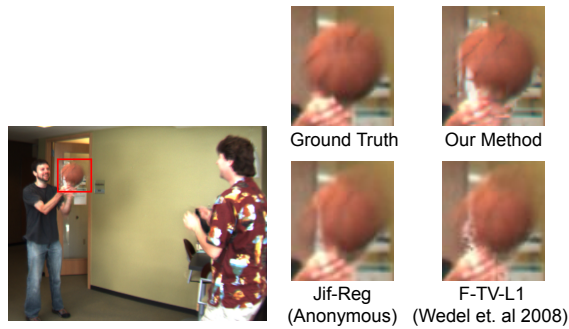 Ground Truth
Our Method
Jif-Reg
(Anonymous)
F-TV-L1
(Wedel et. al 2008)